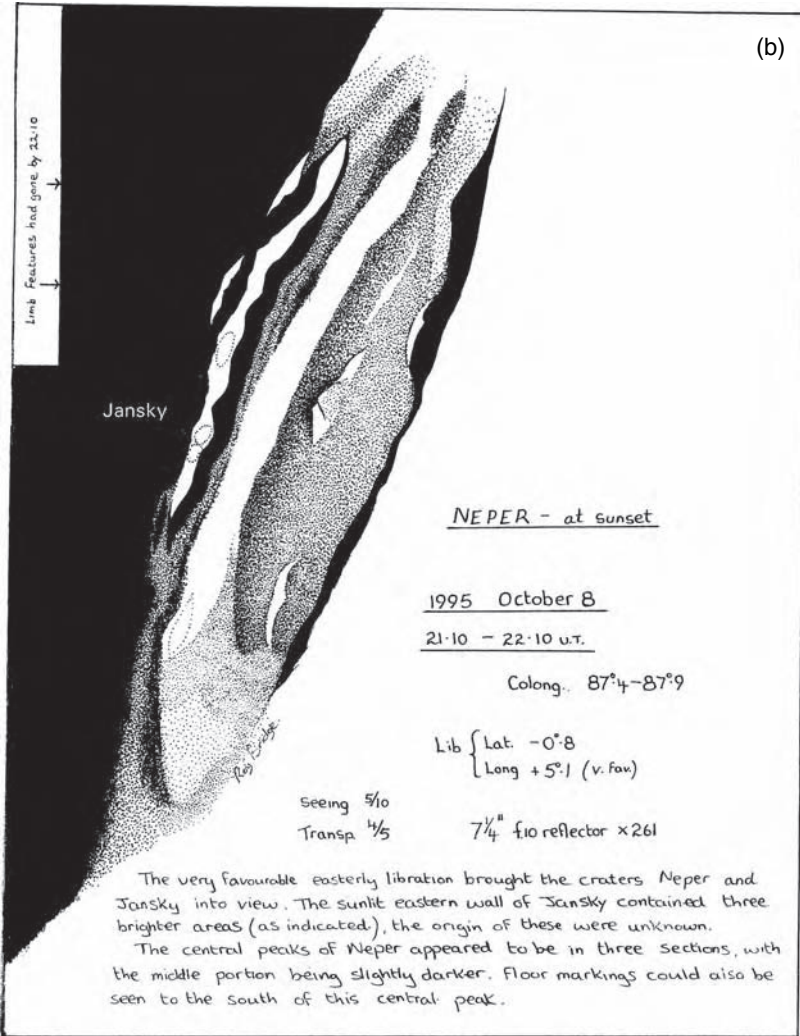 (b)
Limb Features had gone by 22·10
Jansky
NEPER - at sunset
1995 October 8
21·10 - 22·10 U.T.
Colong. 87°·4-87°·9
Lib { Lat. -0°·8
Long +5°·1 (v. fav.)
Roy Bridge
Seeing 5/10
Transp 4/5
7¼" f.10 reflector ×261
The very favourable easterly libration brought the craters Neper and
Jansky into view. The sunlit eastern wall of Jansky contained three
brighter areas (as indicated), the origin of these were unknown.
The central peaks of Neper appeared to be in three sections, with
the middle portion being slightly darker. Floor markings could also be
seen to the south of this central peak.